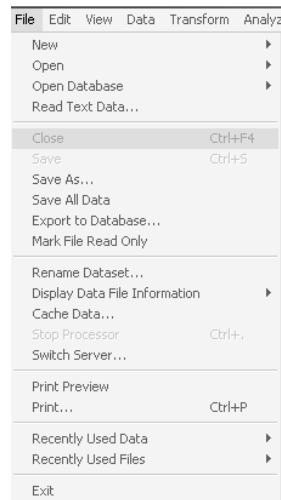 File Edit View Data Transform Analyz
New
Open
Open Database
Read Text Data...
Close Ctrl+F4
Save Ctrl+S
Save As...
Save All Data
Export to Database...
Mark File Read Only
Rename Dataset...
Display Data File Information
Cache Data...
Stop Processor Ctrl+.
Switch Server...
Print Preview
Print... Ctrl+P
Recently Used Data
Recently Used Files
Exit